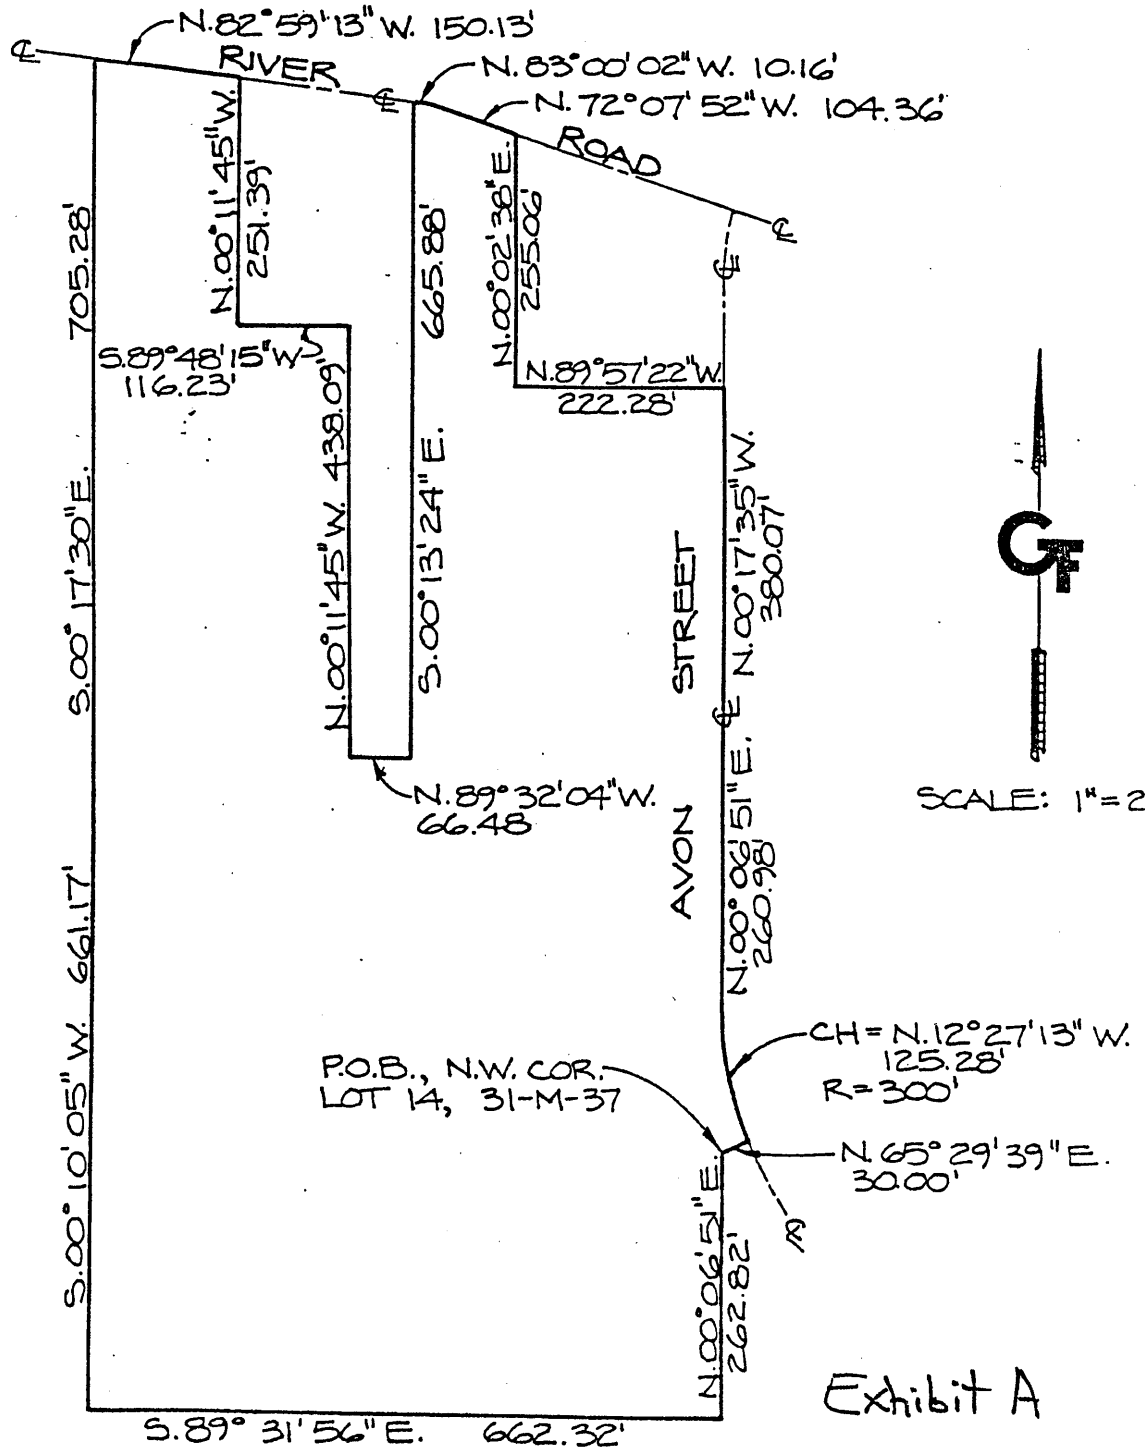 N.82°59'13"W. 150.13'
RIVER
N.83°00'02"W. 10.16'
N.72°07'52"W. 104.36'
ROAD
N.00°11'45"W.
251.39'
705.28'
665.88'
N.00°02'38"E.
255.06'
S.89°48'15"W
116.23'
N.89°57'22"W.
222.28'
N.00°11'45"W. 438.09'
S.00°13'24"E.
S.00°17'30"E.
N.00°17'35"W.
380.07'
STREET
GTF
N.89°32'04"W.
66.48
SCALE: 1"=2
AVON
N.00°06'51"E.
260.98'
S.00°10'05"W. 661.17'
CH=N.12°27'13"W.
125.28'
R=300'
P.O.B., N.W. COR.
LOT 14, 31-M-37
N.65°29'39"E.
30.00'
N.00°06'51"E.
262.82'
Exhibit A
S.89°31'56"E. 662.32'